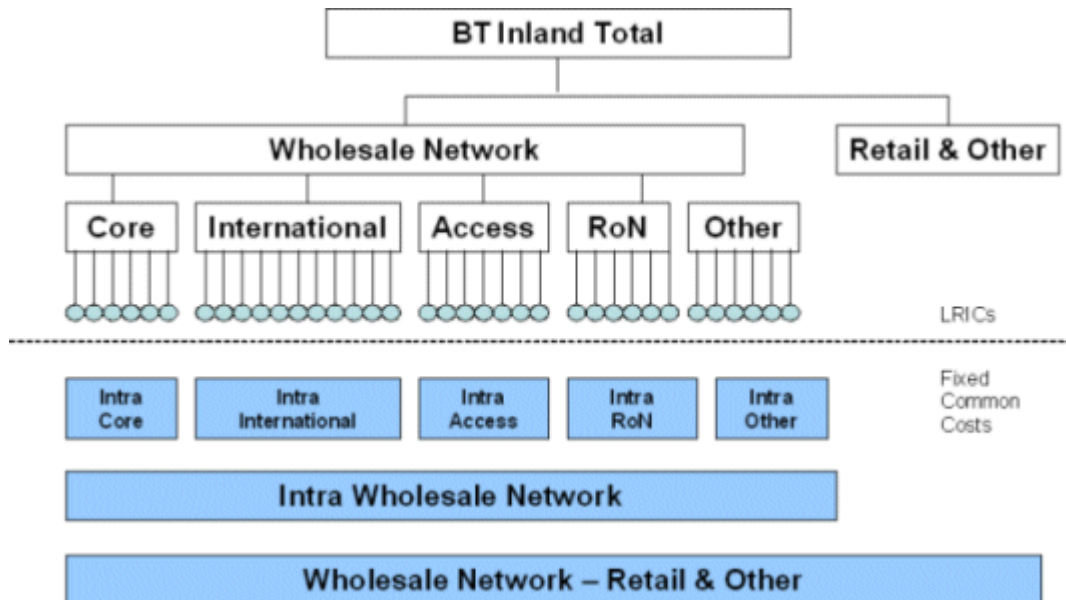 BT Inland Total
Wholesale Network
Retail & Other
Core
International
Access
RoN
Other
LRICs
Intra
Core
Intra
International
Intra
Access
Intra
RoN
Intra
Other
Fixed
Common
Costs
Intra Wholesale Network
Wholesale Network – Retail & Other